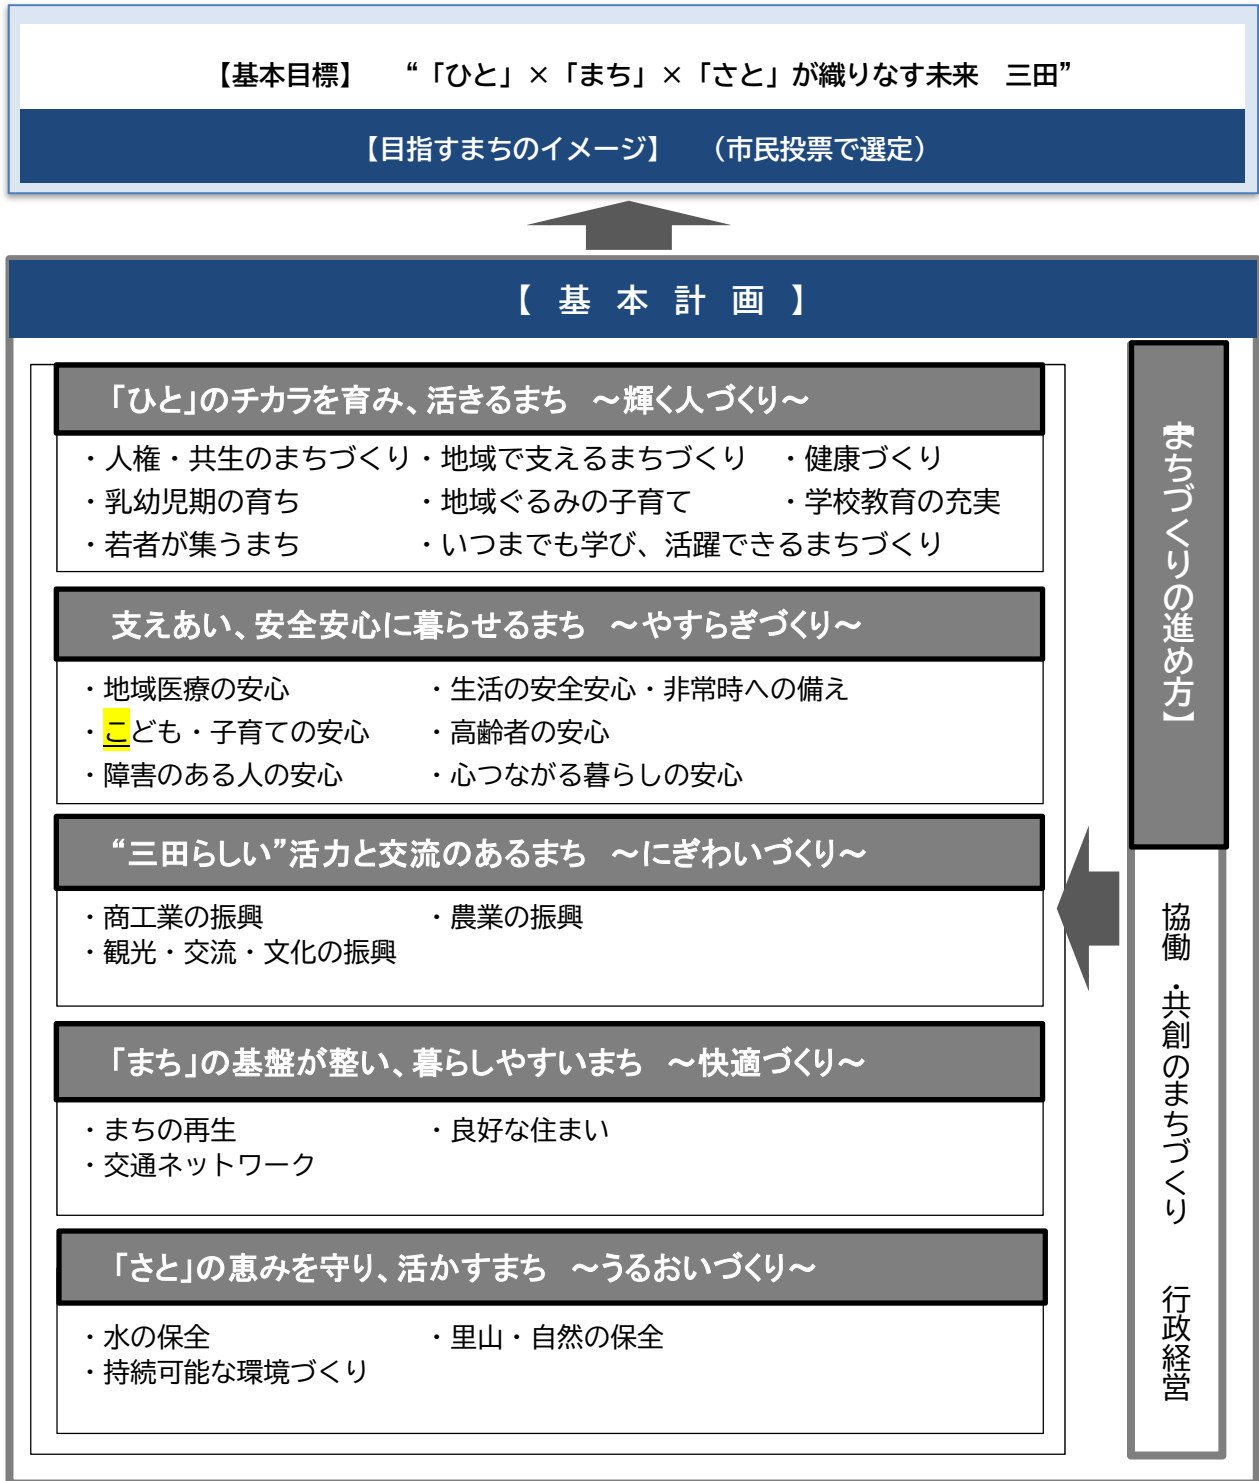 【基本目標】　“「ひと」×「まち」×「さと」が織りなす未来　三田”
【目指すまちのイメージ】　（市民投票で選定）
【 基 本 計 画 】
「ひと」のチカラを育み、活きるまち　～輝く人づくり～
・人権・共生のまちづくり・地域で支えるまちづくり　・健康づくり
・乳幼児期の育ち　・地域ぐるみの子育て　・学校教育の充実
・若者が集うまち　・いつまでも学び、活躍できるまちづくり
支えあい、安全安心に暮らせるまち　～やすらぎづくり～
・地域医療の安心　・生活の安全安心・非常時への備え
・こども・子育ての安心　・高齢者の安心
・障害のある人の安心　・心つながる暮らしの安心
“三田らしい”活力と交流のあるまち　～にぎわいづくり～
・商工業の振興　・農業の振興
・観光・交流・文化の振興
「まち」の基盤が整い、暮らしやすいまち　～快適づくり～
・まちの再生　・良好な住まい
・交通ネットワーク
「さと」の恵みを守り、活かすまち　～うるおいづくり～
・水の保全　・里山・自然の保全
・持続可能な環境づくり
【まちづくりの進め方】
協働・共創のまちづくり　行政経営